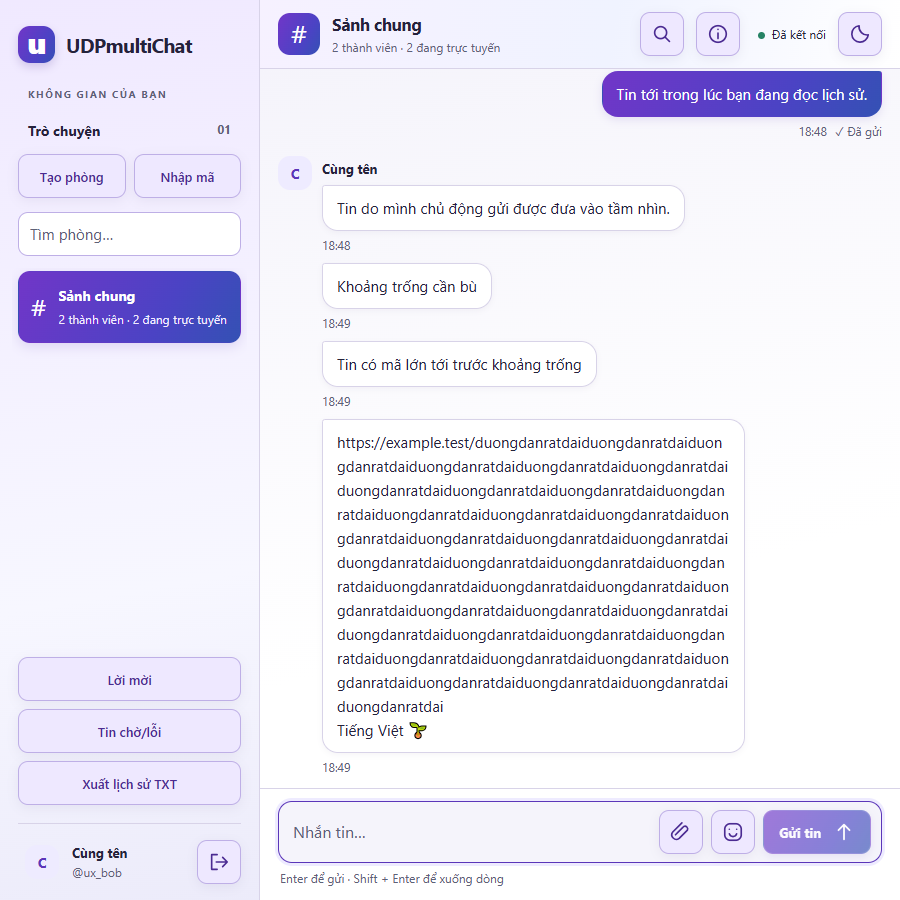 u UDPmultiChat
KHÔNG GIAN CỦA BẠN
Trò chuyện 01
Tạo phòng Nhập mã
Tìm phòng...
# Sảnh chung
2 thành viên · 2 đang trực tuyến
Lời mời
Tin chờ/lỗi
Xuất lịch sử TXT
C Cùng tên
@ux_bob
# Sảnh chung
2 thành viên · 2 đang trực tuyến
Đã kết nối
Tin tới trong lúc bạn đang đọc lịch sử.
18:48 ✓ Đã gửi
C Cùng tên
Tin do mình chủ động gửi được đưa vào tầm nhìn.
18:48
Khoảng trống cần bù
18:49
Tin có mã lớn tới trước khoảng trống
18:49
https://example.test/duongdanratdaiduongdanratdaiduon
gdanratdaiduongdanratdaiduongdanratdaiduongdanratdai
duongdanratdaiduongdanratdaiduongdanratdaiduongdan
ratdaiduongdanratdaiduongdanratdaiduongdanratdaiduon
gdanratdaiduongdanratdaiduongdanratdaiduongdanratdai
duongdanratdaiduongdanratdaiduongdanratdaiduongdan
ratdaiduongdanratdaiduongdanratdaiduongdanratdaiduon
gdanratdaiduongdanratdaiduongdanratdaiduongdanratdai
duongdanratdaiduongdanratdaiduongdanratdaiduongdan
ratdaiduongdanratdaiduongdanratdaiduongdanratdaiduon
gdanratdaiduongdanratdaiduongdanratdaiduongdanratdai
duongdanratdai
Tiếng Việt 🌱
18:49
Nhắn tin...
Gửi tin
Enter để gửi · Shift + Enter để xuống dòng